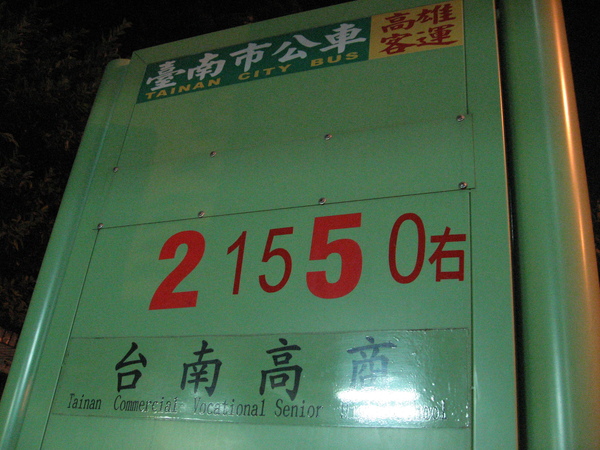 臺南市公車
TAINAN CITY BUS
高雄
客運
2 15 5 0右
台南高商
Tainan Commercial Vocational Senior